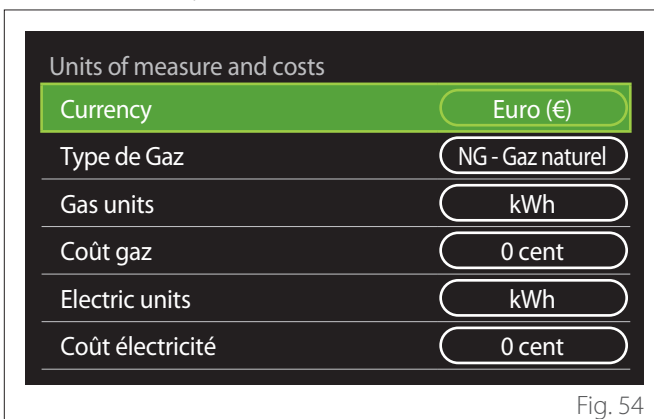 Units of measure and costs
Currency Euro (€)
Type de Gaz NG - Gaz naturel
Gas units kWh
Coût gaz 0 cent
Electric units kWh
Coût électricité 0 cent
Fig. 54